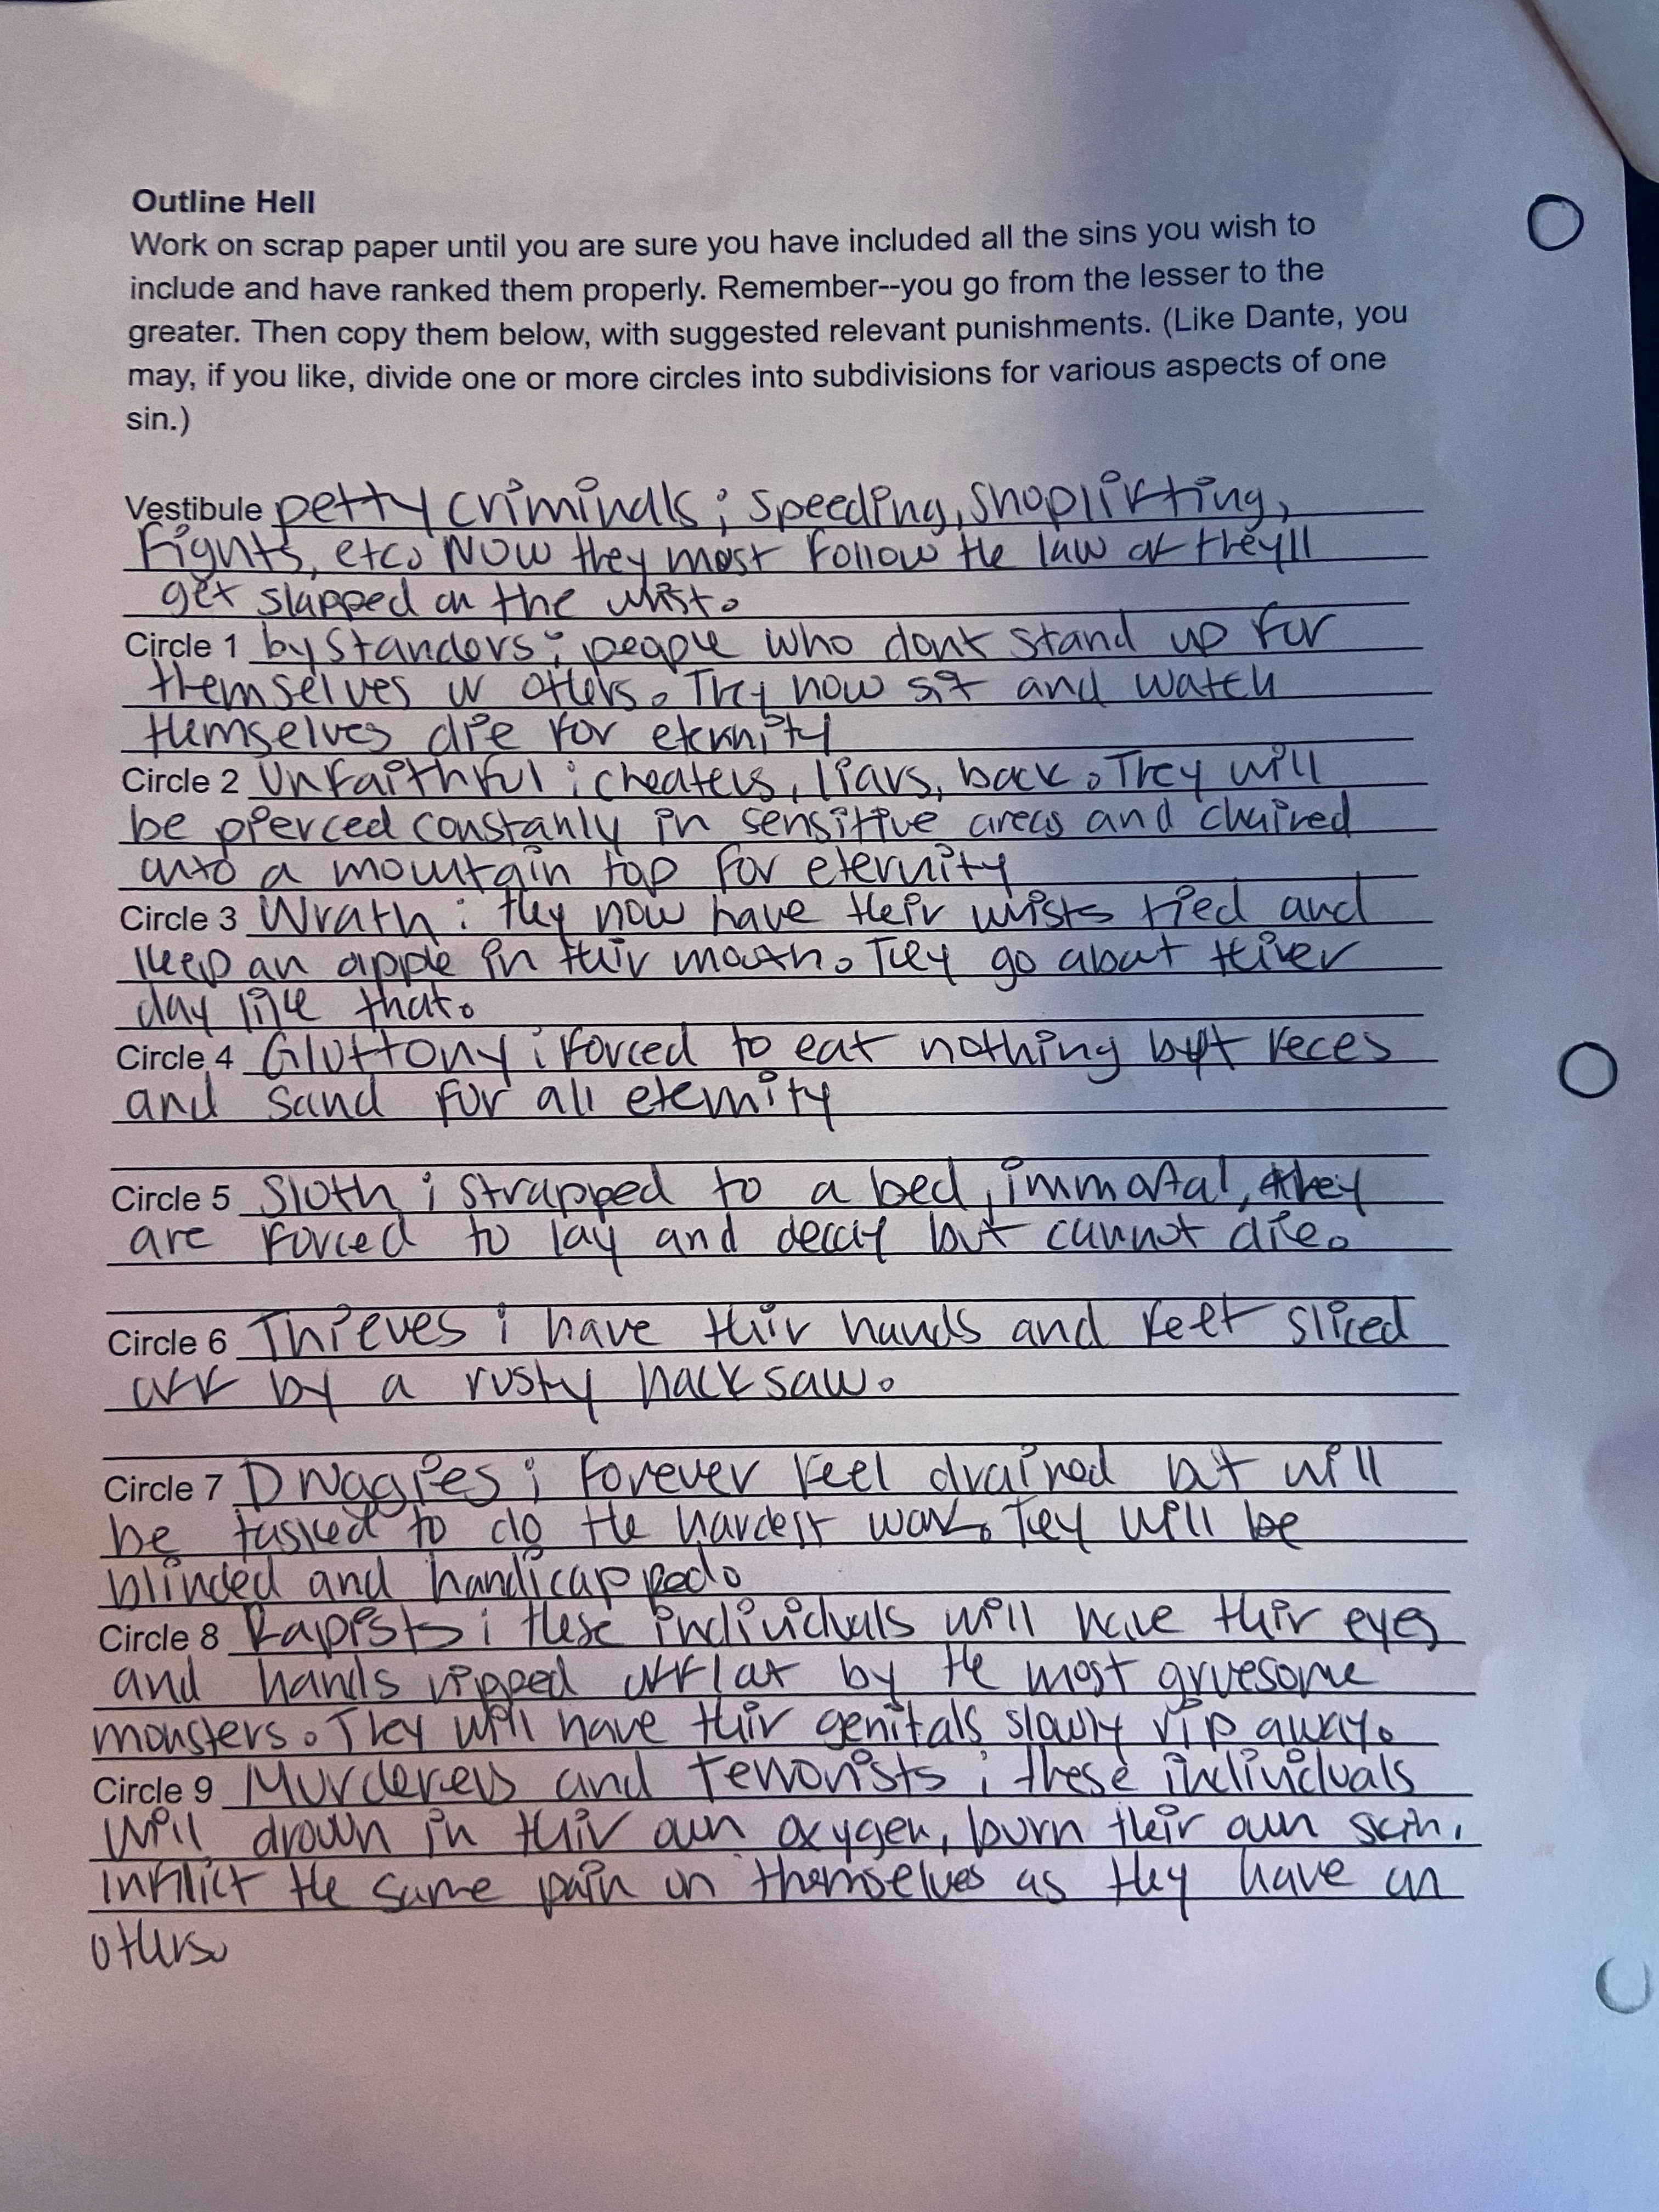 Outline Hell
Work on scrap paper until you are sure you have included all the sins you wish to
include and have ranked them properly. Remember--you go from the lesser to the
greater. Then copy them below, with suggested relevant punishments. (Like Dante, you
may, if you like, divide one or more circles into subdivisions for various aspects of one
sin.)
Vestibule petty criminals; speeding, shoplifting,
Fights, etc. Now they most follow the law or they'll
get slapped on the wrist.
Circle 1 bystanders; people who dont stand up for
themselves or others. They now sit and watch
themselves die for eternity
Circle 2 Unfaithful; cheaters, liars, back. They will
be pierced constanly in sensitive areas and chained
onto a mountain top for eternity
Circle 3 Wrath: they now have their wrists tied and
keep an apple in their mouth. They go about their
day like that.
Circle 4 Gluttony; forced to eat nothing but feces
and sand for all eternity
Circle 5 Sloth; strapped to a bed, immortal, they
are forced to lay and decay but cannot die.
Circle 6 Thieves; have thir hands and feet sliced
off by a rusty hacksaw.
Circle 7 Druggies; forever feel drained but will
be tasked to do the hardest work. They will be
blinded and handicapped.
Circle 8 Rapists; these individuals will have thir eyes
and hands ripped off/out by the most gruesome
monsters. They will have thir genitals slowly rip away.
Circle 9 Murderers and terrorists; these individuals
will drown in thir own oxygen, burn their own skin,
inflict the same pain on themselves as they have on
others.